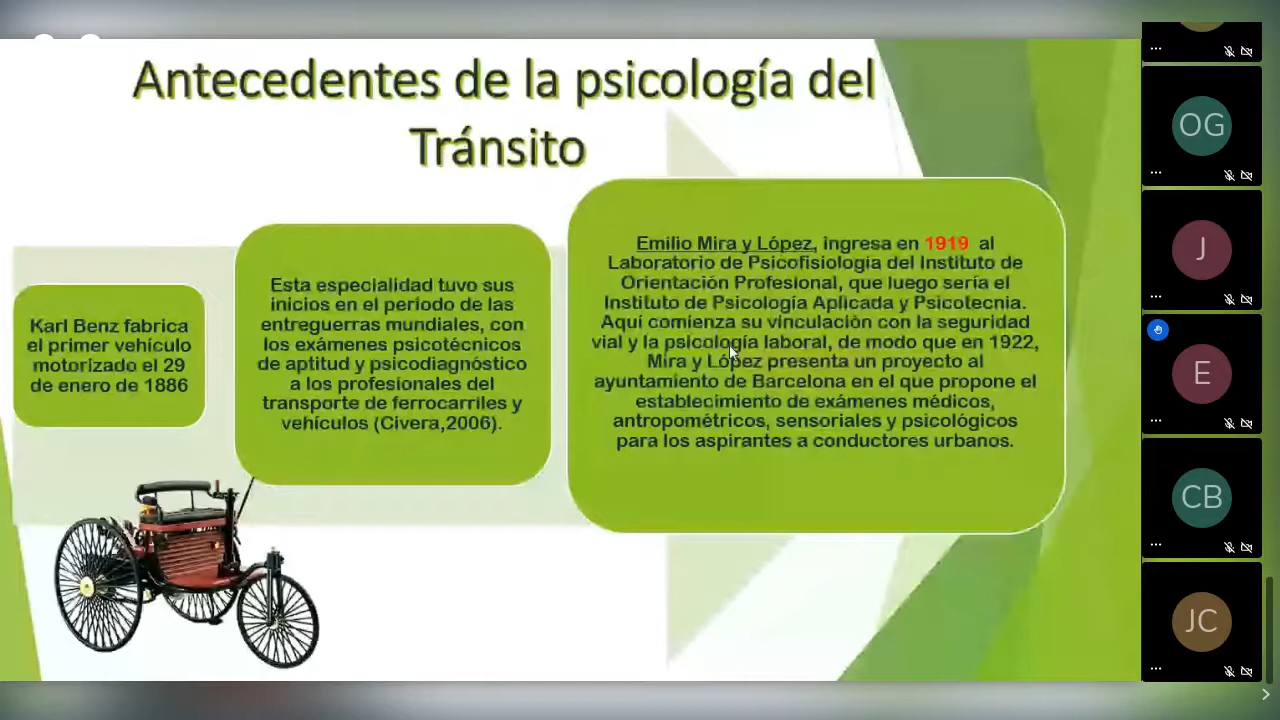 Antecedentes de la psicología del
Tránsito
Karl Benz fabrica
el primer vehículo
motorizado el 29
de enero de 1886
Esta especialidad tuvo sus
inicios en el periodo de las
entreguerras mundiales, con
los exámenes psicotécnicos
de aptitud y psicodiagnóstico
a los profesionales del
transporte de ferrocarriles y
vehículos (Civera,2006).
Emilio Mira y López, ingresa en 1919 al
Laboratorio de Psicofisiología del Instituto de
Orientación Profesional, que luego sería el
Instituto de Psicología Aplicada y Psicotecnia.
Aquí comienza su vinculación con la seguridad
vial y la psicología laboral, de modo que en 1922,
Mira y López presenta un proyecto al
ayuntamiento de Barcelona en el que propone el
establecimiento de exámenes médicos,
antropométricos, sensoriales y psicológicos
para los aspirantes a conductores urbanos.
OG
J
E
CB
JC